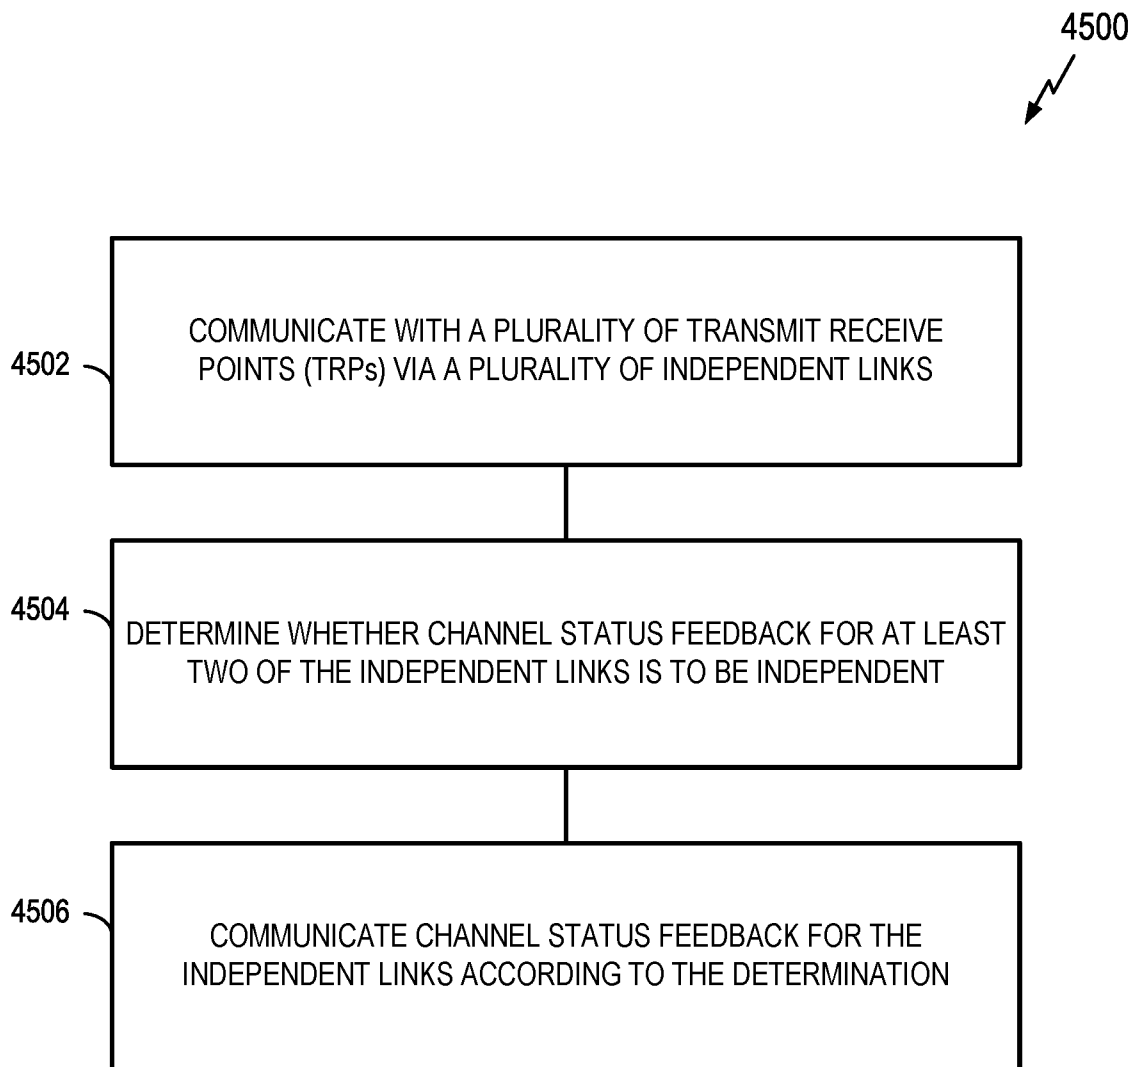 4500
COMMUNICATE WITH A PLURALITY OF TRANSMIT RECEIVE
POINTS (TRPs) VIA A PLURALITY OF INDEPENDENT LINKS
4502
4504
DETERMINE WHETHER CHANNEL STATUS FEEDBACK FOR AT LEAST
TWO OF THE INDEPENDENT LINKS IS TO BE INDEPENDENT
4506
COMMUNICATE CHANNEL STATUS FEEDBACK FOR THE
INDEPENDENT LINKS ACCORDING TO THE DETERMINATION